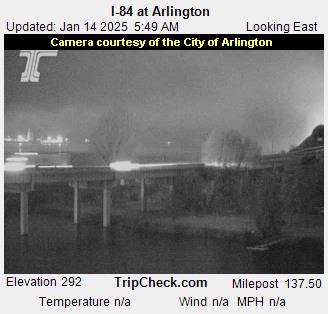 I-84 at Arlington
Updated: Jan 14 2025 5:49 AM Looking East
Camera courtesy of the City of Arlington
Elevation 292 TripCheck.com Milepost 137.50
Temperature n/a Wind n/a MPH n/a